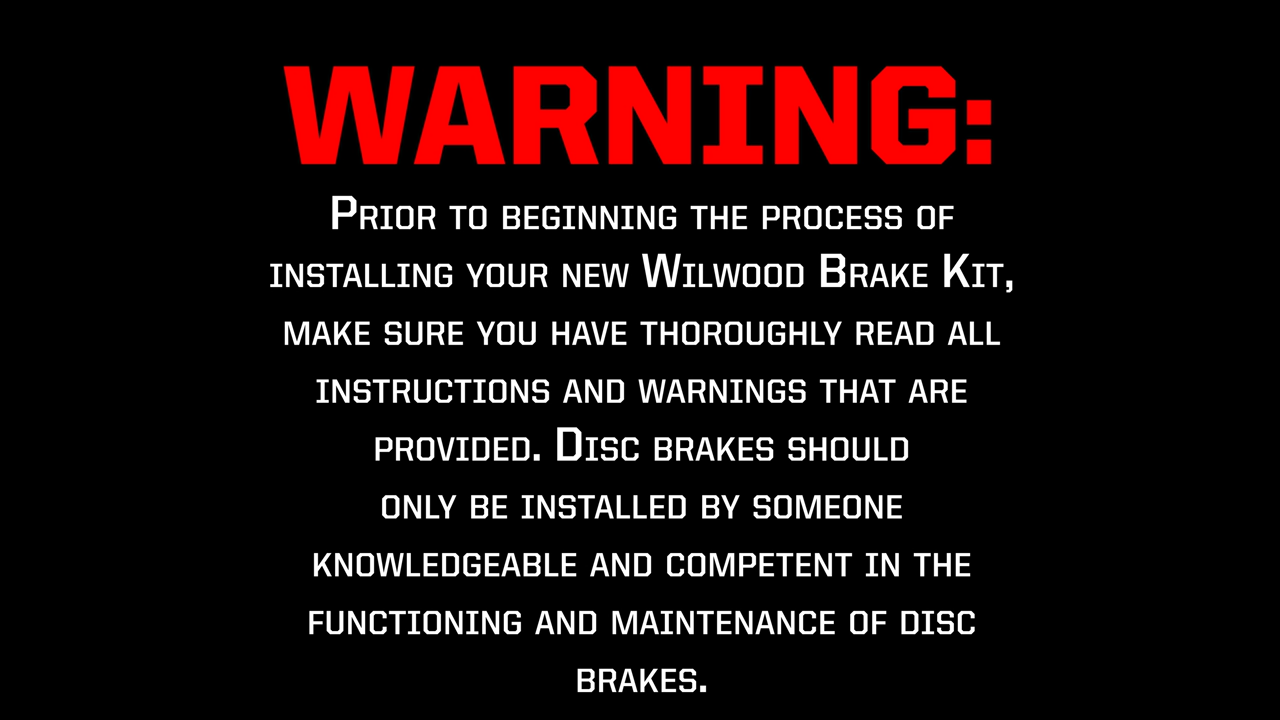 WARNING:
Prior to beginning the process of
installing your new Wilwood Brake Kit,
make sure you have thoroughly read all
instructions and warnings that are
provided. Disc brakes should
only be installed by someone
knowledgeable and competent in the
functioning and maintenance of disc
brakes.